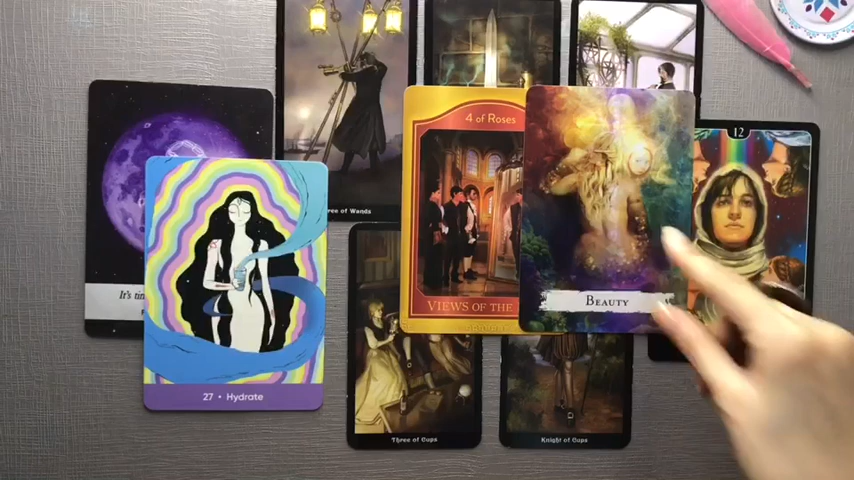 12
ree of Wands
4 of Roses
It's tim
VIEWS OF THE
BEAUTY
27 • Hydrate
Three of Cups
Knight of Cups